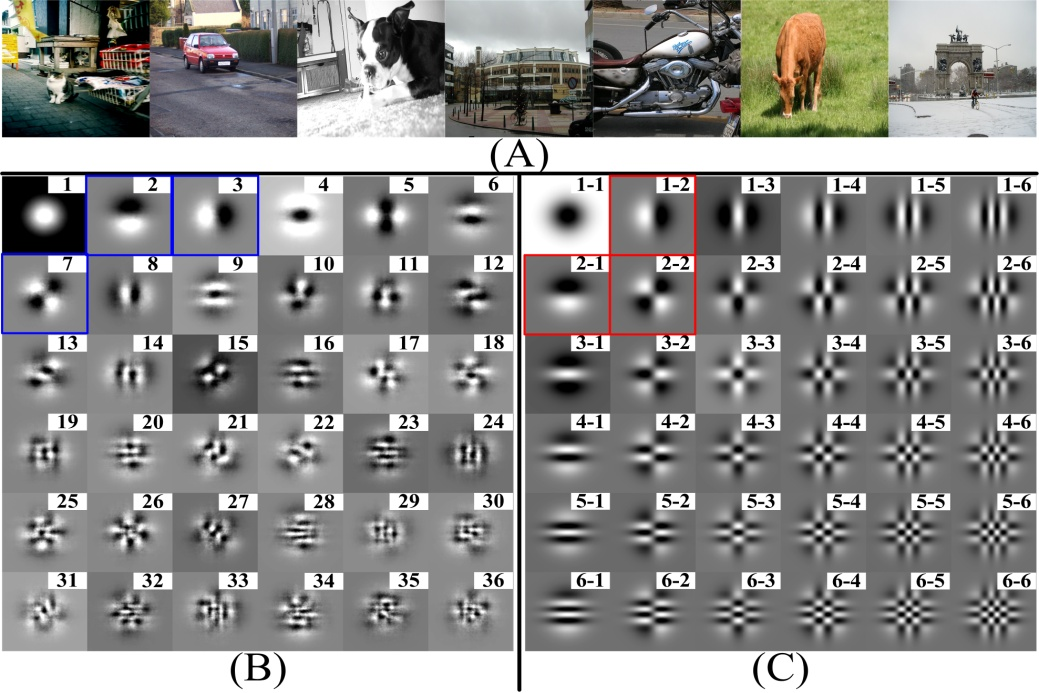 (A)
1 2 3 4 5 6
7 8 9 10 11 12
13 14 15 16 17 18
19 20 21 22 23 24
25 26 27 28 29 30
31 32 33 34 35 36
(B)
1-1 1-2 1-3 1-4 1-5 1-6
2-1 2-2 2-3 2-4 2-5 2-6
3-1 3-2 3-3 3-4 3-5 3-6
4-1 4-2 4-3 4-4 4-5 4-6
5-1 5-2 5-3 5-4 5-5 5-6
6-1 6-2 6-3 6-4 6-5 6-6
(C)